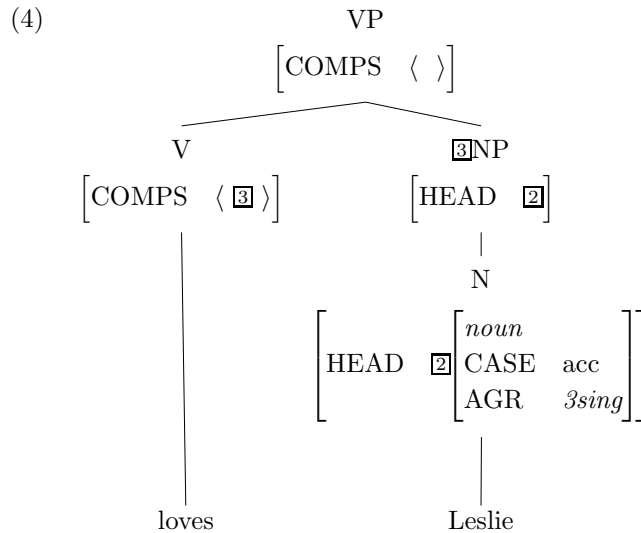 (4) VP
[COMPS ⟨ ⟩]
V 3NP
[COMPS ⟨ 3 ⟩] [HEAD 2]
N
noun
HEAD 2 CASE acc
AGR 3sing
loves Leslie